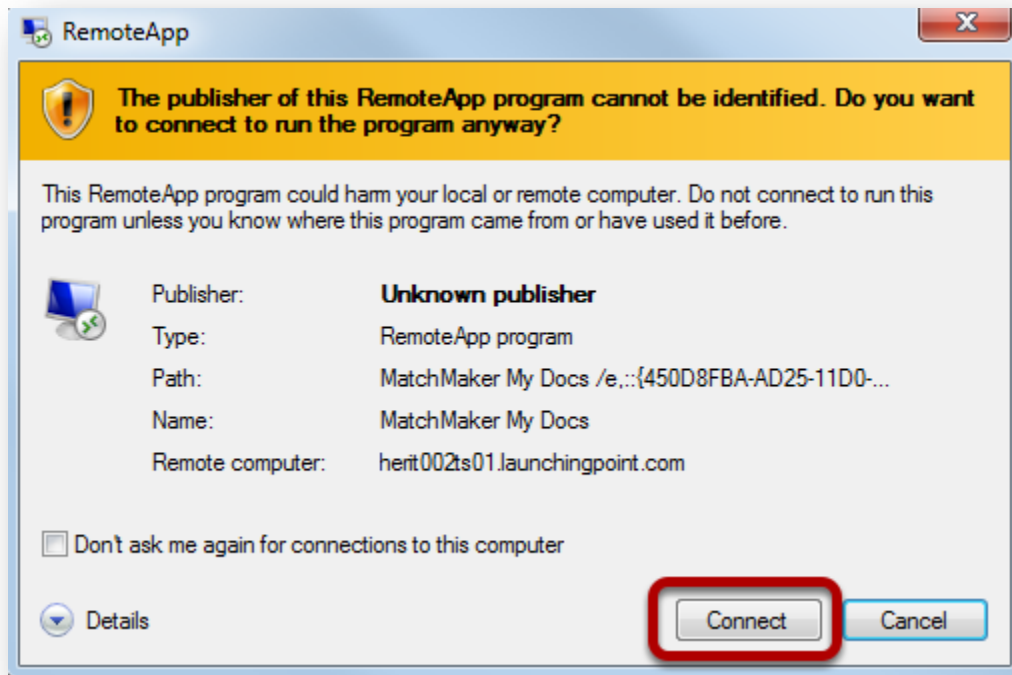 RemoteApp
X
The publisher of this RemoteApp program cannot be identified. Do you want
to connect to run the program anyway?
This RemoteApp program could harm your local or remote computer. Do not connect to run this
program unless you know where this program came from or have used it before.
Publisher: Unknown publisher
Type: RemoteApp program
Path: MatchMaker My Docs /e,::{450D8FBA-AD25-11D0-...
Name: MatchMaker My Docs
Remote computer: herit002ts01.launchingpoint.com
Don't ask me again for connections to this computer
Details Connect Cancel